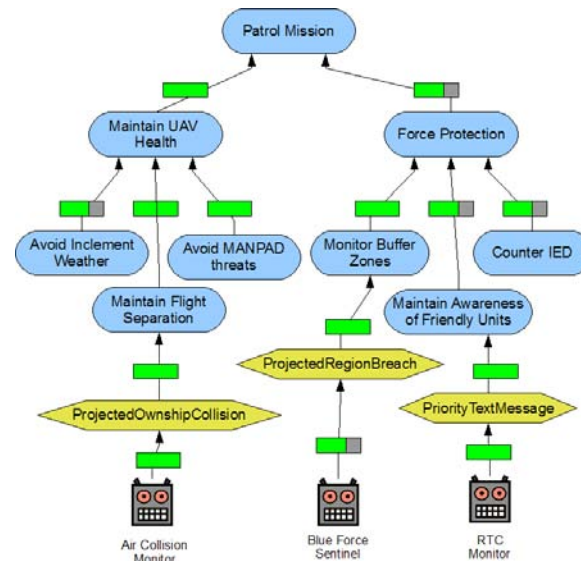 Patrol Mission
Maintain UAV
Health
Force Protection
Avoid Inclement
Weather
Avoid MANPAD
threats
Monitor Buffer
Zones
Counter IED
Maintain Flight
Separation
Maintain Awareness
of Friendly Units
ProjectedRegionBreach
ProjectedOwnshipCollision
PriorityTextMessage
Air Collision
Monitor
Blue Force
Sentinel
RTC
Monitor